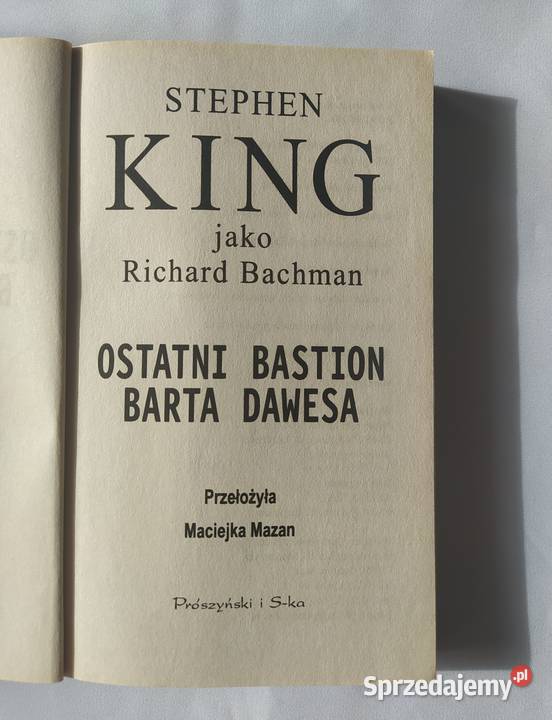 STEPHEN
KING
jako
Richard Bachman
OSTATNI BASTION
BARTA DAWESA
Przełożyła
Maciejka Mazan
Prószyński i S-ka
Sprzedajemy.pl